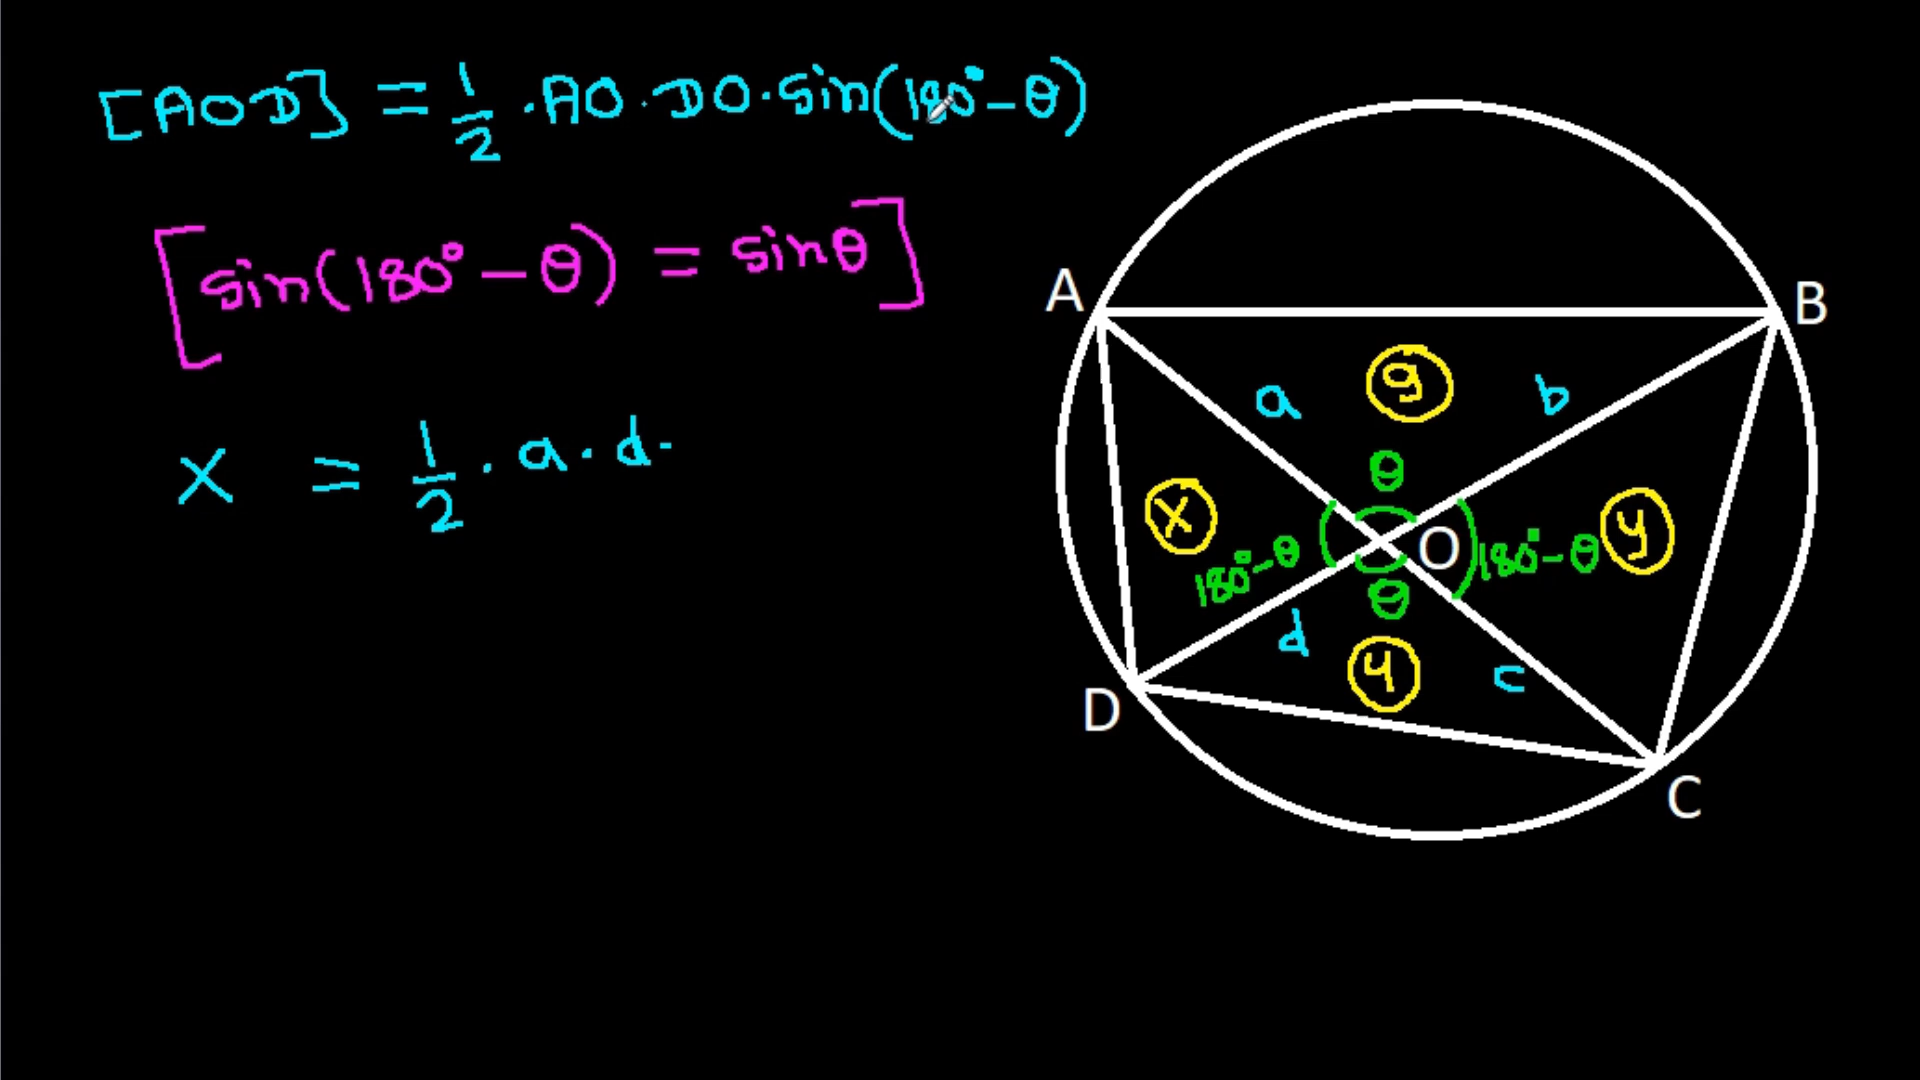 [AOD] = 1/2 · AO · DO · sin(180° - θ)
[sin(180° - θ) = sinθ]
x = 1/2 · a · d ·
A
B
9
a
b
θ
x
y
O
180° - θ
180° - θ
θ
d
4
c
D
C